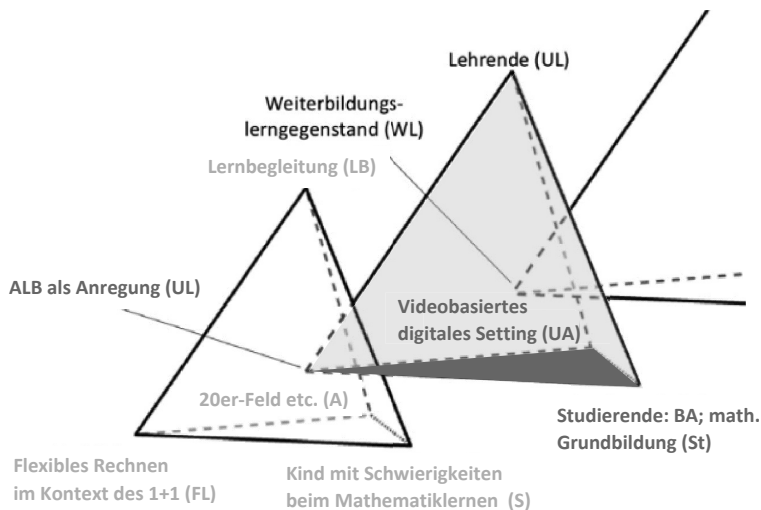 Lehrende (UL)
Weiterbildungs-
lerngegenstand (WL)
Lernbegleitung (LB)
ALB als Anregung (UL)
Videobasiertes
digitales Setting (UA)
20er-Feld etc. (A)
Studierende: BA; math.
Grundbildung (St)
Flexibles Rechnen
im Kontext des 1+1 (FL)
Kind mit Schwierigkeiten
beim Mathematiklernen (S)